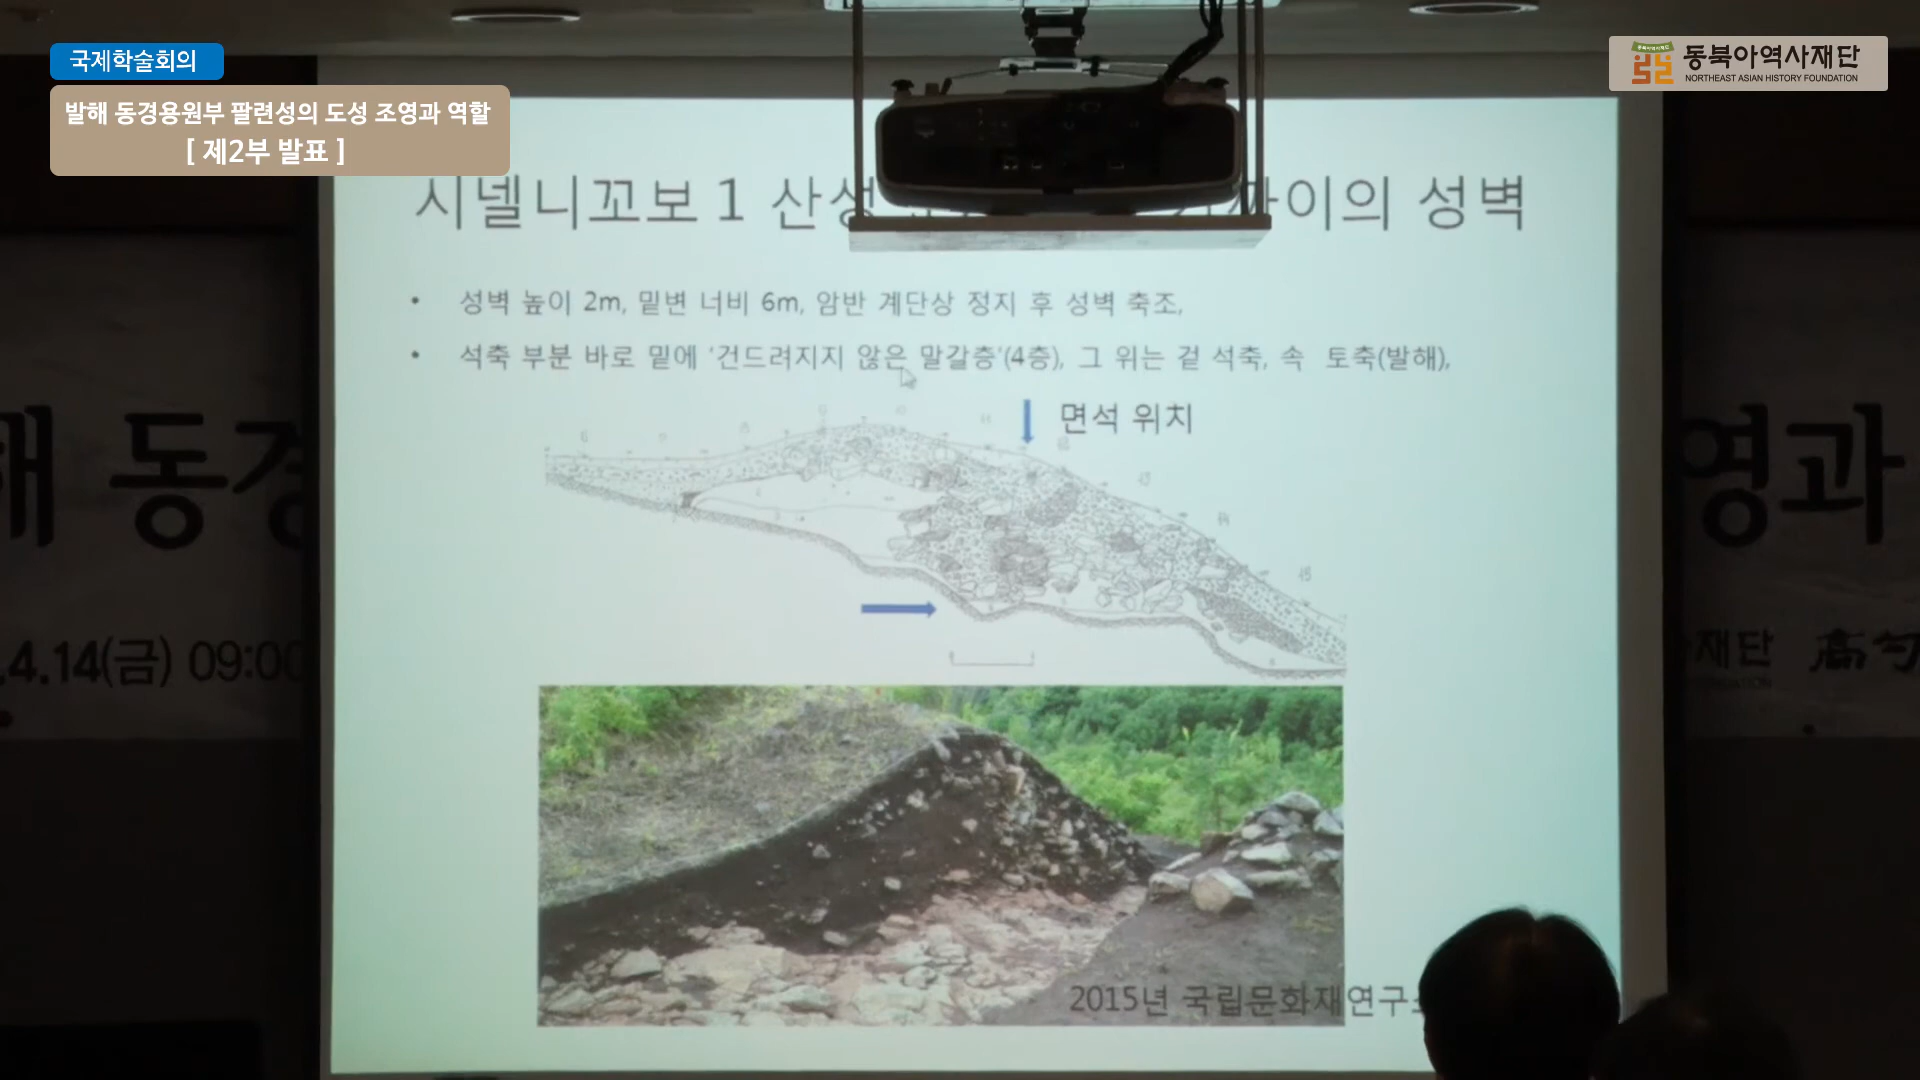 국제학술회의
발해 동경용원부 팔련성의 도성 조영과 역할
[ 제2부 발표 ]
동북아역사재단
NORTHEAST ASIAN HISTORY FOUNDATION
시넬니꼬보 1 산성 의 성벽
• 성벽 높이 2m, 밑변 너비 6m, 암반 계단상 정지 후 성벽 축조,
• 석축 부분 바로 밑에 '건드려지지 않은 말갈층'(4층), 그 위는 겉 석축, 속 토축(발해),
면석 위치
2015년 국립문화재연구
해 동경
영과
.4.14(금) 09:00
재단 高句